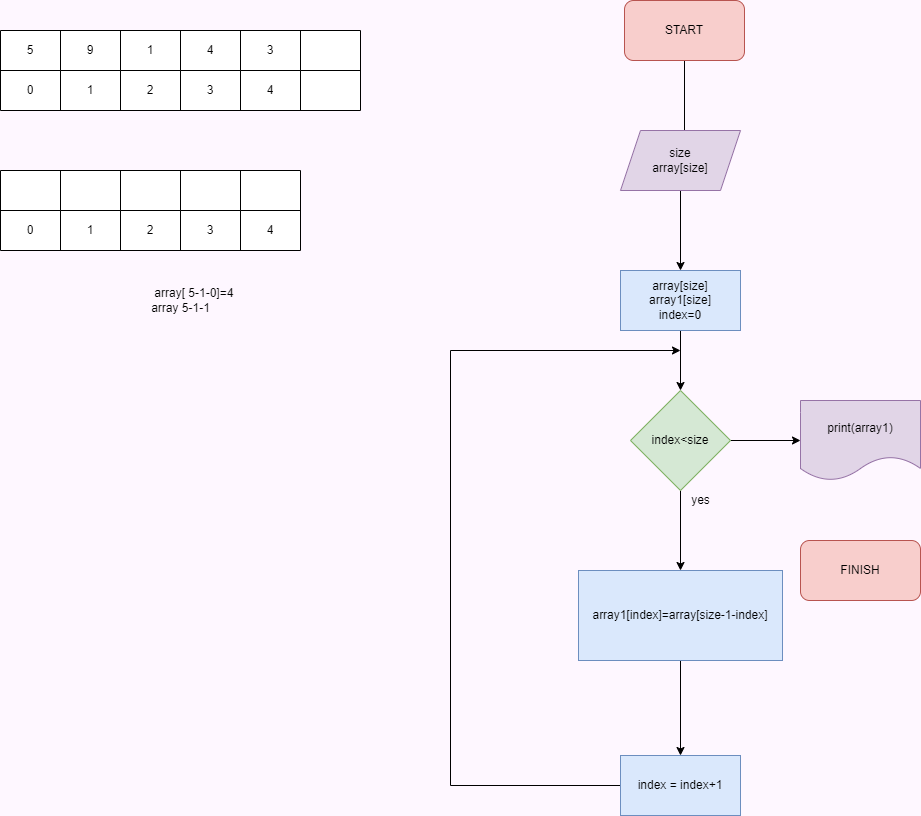 5 9 1 4 3
0 1 2 3 4
0 1 2 3 4
array[ 5-1-0]=4
array 5-1-1
START
size
array[size]
array[size]
array1[size]
index=0
index<size
print(array1)
yes
FINISH
array1[index]=array[size-1-index]
index = index+1